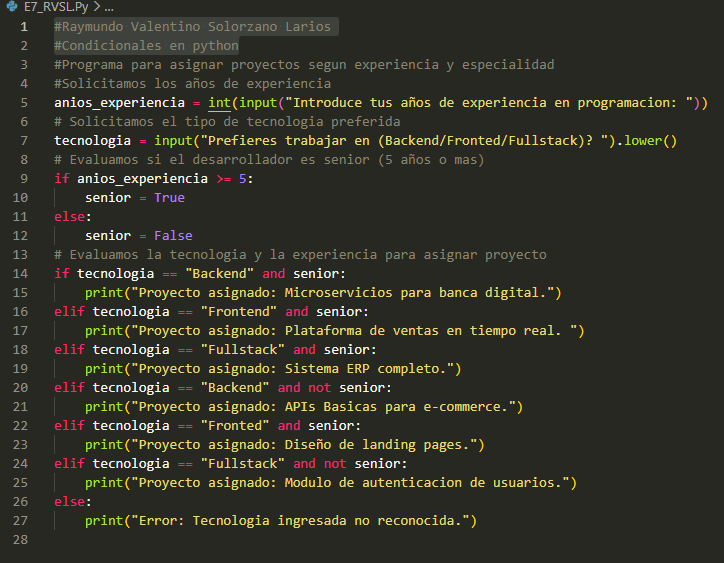 E7_RVSL.Py > ...
1 #Raymundo Valentino Solorzano Larios
2 #Condicionales en python
3 #Programa para asignar proyectos segun experiencia y especialidad
4 #Solicitamos los años de experiencia
5 anios_experiencia = int(input("Introduce tus años de experiencia en programacion: "))
6 # Solicitamos el tipo de tecnologia preferida
7 tecnologia = input("Prefieres trabajar en (Backend/Fronted/Fullstack)? ").lower()
8 # Evaluamos si el desarrollador es senior (5 años o mas)
9 if anios_experiencia >= 5:
10     senior = True
11 else:
12     senior = False
13 # Evaluamos la tecnologia y la experiencia para asignar proyecto
14 if tecnologia == "Backend" and senior:
15     print("Proyecto asignado: Microservicios para banca digital.")
16 elif tecnologia == "Frontend" and senior:
17     print("Proyecto asignado: Plataforma de ventas en tiempo real. ")
18 elif tecnologia == "Fullstack" and senior:
19     print("Proyecto asignado: Sistema ERP completo.")
20 elif tecnologia == "Backend" and not senior:
21     print("Proyecto asignado: APIs Basicas para e-commerce.")
22 elif tecnologia == "Fronted" and senior:
23     print("Proyecto asignado: Diseño de landing pages.")
24 elif tecnologia == "Fullstack" and not senior:
25     print("Proyecto asignado: Modulo de autenticacion de usuarios.")
26 else:
27     print("Error: Tecnologia ingresada no reconocida.")
28